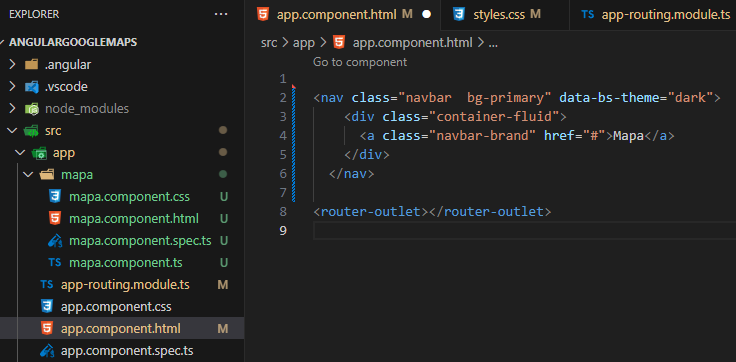 EXPLORER
ANGULARGOOGLEMAPS
.angular
.vscode
node_modules
src
app
mapa
mapa.component.css U
mapa.component.html U
mapa.component.spec.ts U
mapa.component.ts U
TS app-routing.module.ts M
app.component.css
app.component.html M
app.component.spec.ts
app.component.html M
styles.css M
TS app-routing.module.ts
src > app > app.component.html > ...
Go to component
1
2 <nav class="navbar  bg-primary" data-bs-theme="dark">
3 <div class="container-fluid">
4 <a class="navbar-brand" href="#">Mapa</a>
5 </div>
6 </nav>
7
8 <router-outlet></router-outlet>
9